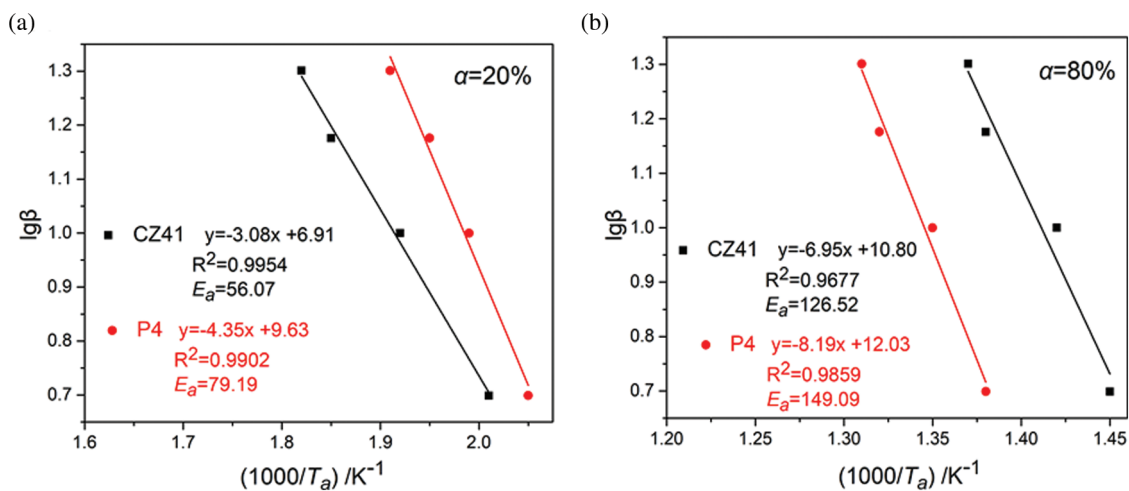 (a)
α=20%
1.3
1.2
1.1
1.0
0.9
0.8
0.7
lgβ
CZ41 y=-3.08x +6.91
R²=0.9954
Eₐ=56.07
P4 y=-4.35x +9.63
R²=0.9902
Eₐ=79.19
1.6 1.7 1.8 1.9 2.0
(1000/Tₐ) /K⁻¹
(b)
α=80%
1.3
1.2
1.1
1.0
0.9
0.8
0.7
lgβ
CZ41 y=-6.95x +10.80
R²=0.9677
Eₐ=126.52
P4 y=-8.19x +12.03
R²=0.9859
Eₐ=149.09
1.20 1.25 1.30 1.35 1.40 1.45
(1000/Tₐ) /K⁻¹